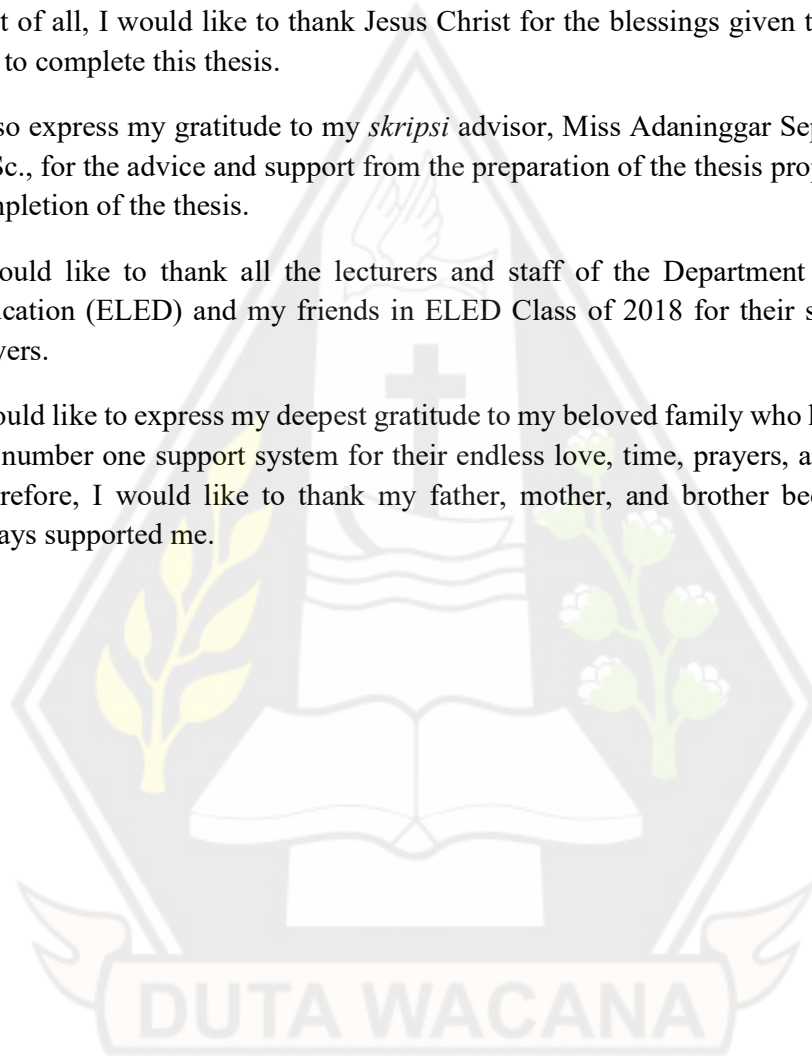 t of all, I would like to thank Jesus Christ for the blessings given t
to complete this thesis.
so express my gratitude to my skripsi advisor, Miss Adaninggar Sep
Sc., for the advice and support from the preparation of the thesis prop
mpletion of the thesis.
ould like to thank all the lecturers and staff of the Department
ucation (ELED) and my friends in ELED Class of 2018 for their s
yers.
ould like to express my deepest gratitude to my beloved family who h
number one support system for their endless love, time, prayers, a
refore, I would like to thank my father, mother, and brother bec
ays supported me.
DUTA WACANA